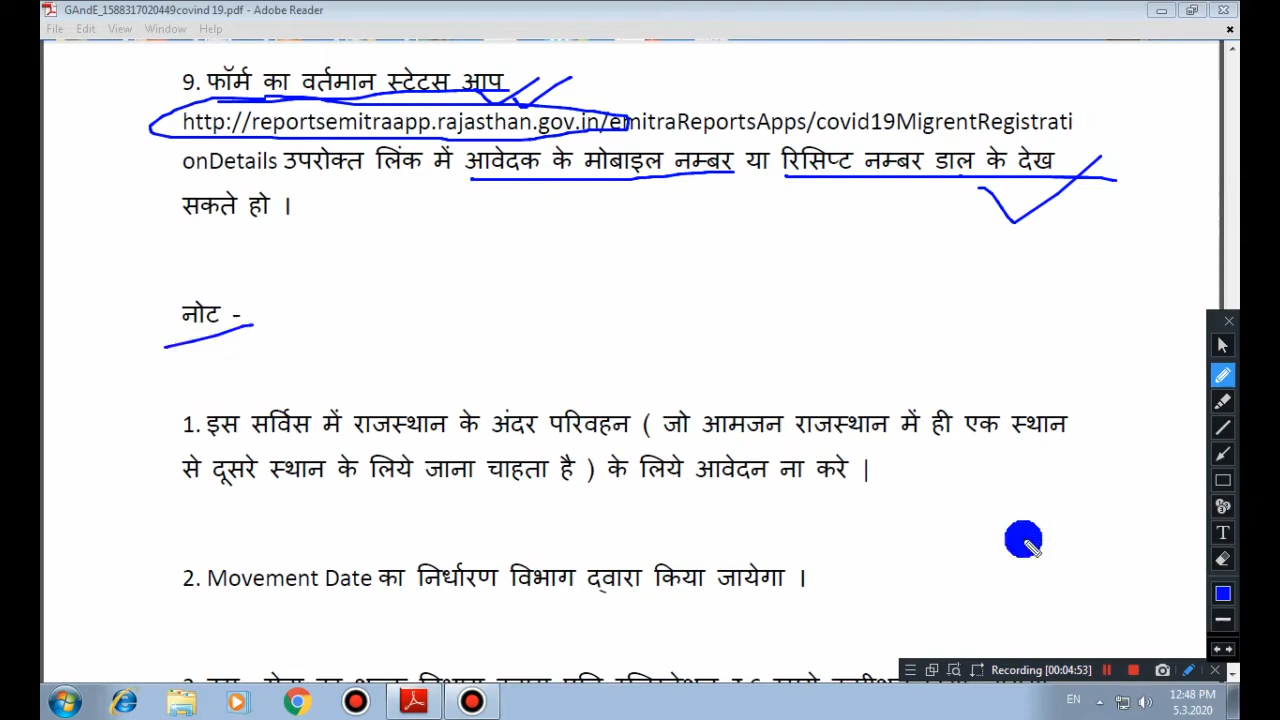 GAndE_1588317020449covind 19.pdf - Adobe Reader
File Edit View Window Help
9. फॉर्म का वर्तमान स्टेटस आप
http://reportsemitraapp.rajasthan.gov.in/emitraReportsApps/covid19MigrentRegistrati
onDetails उपरोक्त लिंक में आवेदक के मोबाइल नम्बर या रिसिप्ट नम्बर डाल के देख
सकते हो ।
नोट -
1. इस सर्विस में राजस्थान के अंदर परिवहन ( जो आमजन राजस्थान में ही एक स्थान
से दूसरे स्थान के लिये जाना चाहता है ) के लिये आवेदन ना करे |
2. Movement Date का निर्धारण विभाग द्वारा किया जायेगा ।
Recording [00:04:53]
EN
12:48 PM
5.3.2020